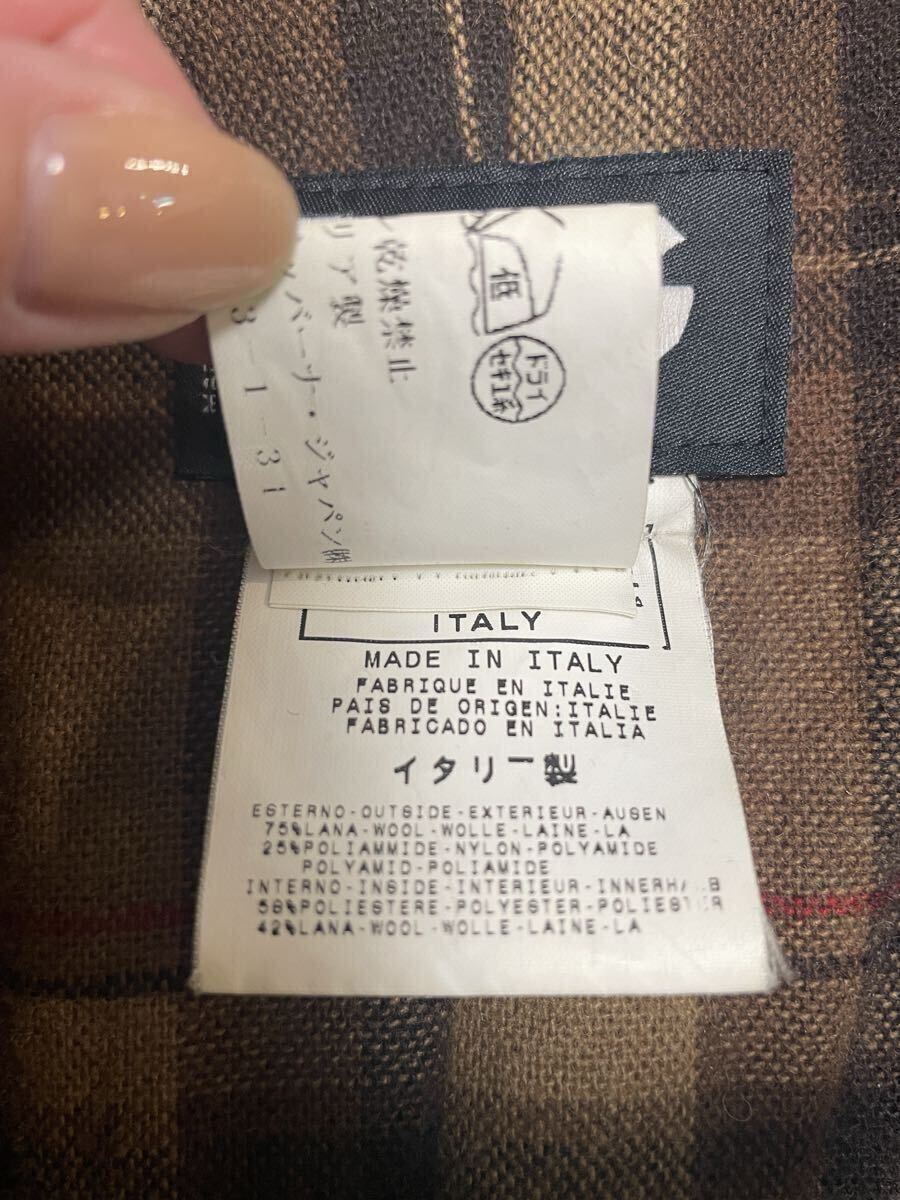 低
ドライ
セキユ系
乾燥禁止
リア製
バーナ・ジャパン㈱
3-1-31
ITALY
MADE IN ITALY
FABRIQUE EN ITALIE
PAIS DE ORIGEN:ITALIE
FABRICADO EN ITALIA
イタリー製
ESTERNO-OUTSIDE-EXTERIEUR-AUSEN
75%LANA-WOOL-WOLLE-LAINE-LA
25%POLIAMMIDE-NYLON-POLYAMIDE
POLYAMID-POLIAMIDE
INTERNO-INSIDE-INTERIEUR-INNERH
58%POLIESTERE-POLYESTER-POLIESTER
42%LANA-WOOL-WOLLE-LAINE-LA